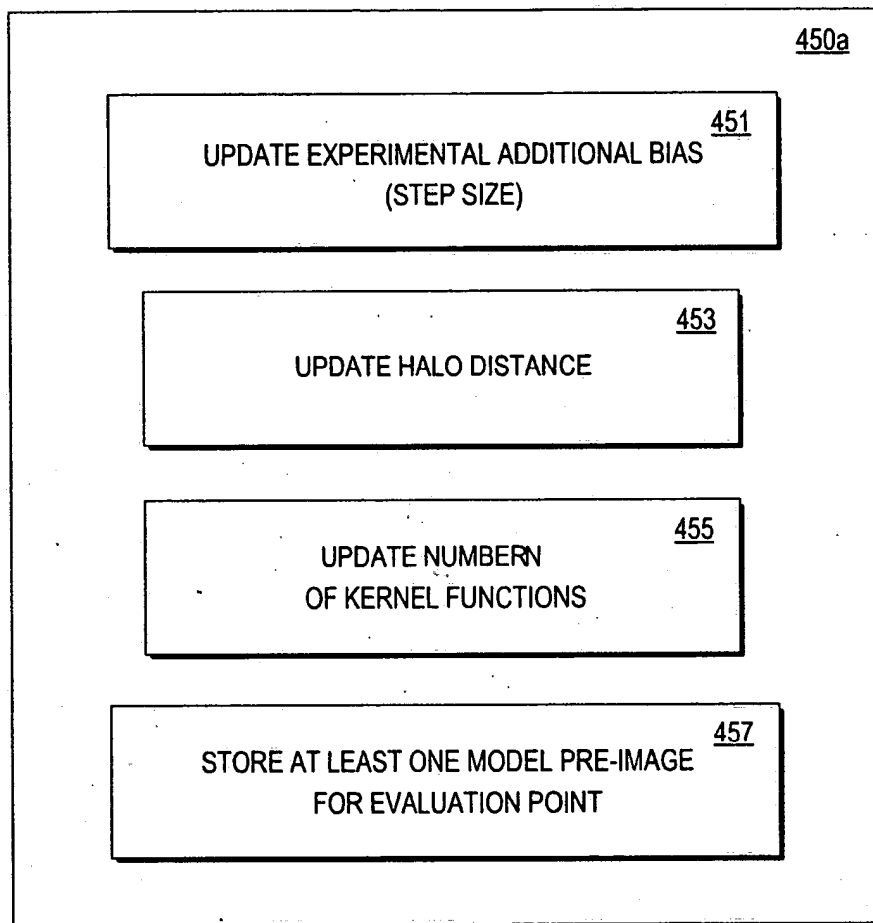 450a
451
UPDATE EXPERIMENTAL ADDITIONAL BIAS
(STEP SIZE)
453
UPDATE HALO DISTANCE
455
UPDATE NUMBERN
OF KERNEL FUNCTIONS
457
STORE AT LEAST ONE MODEL PRE-IMAGE
FOR EVALUATION POINT